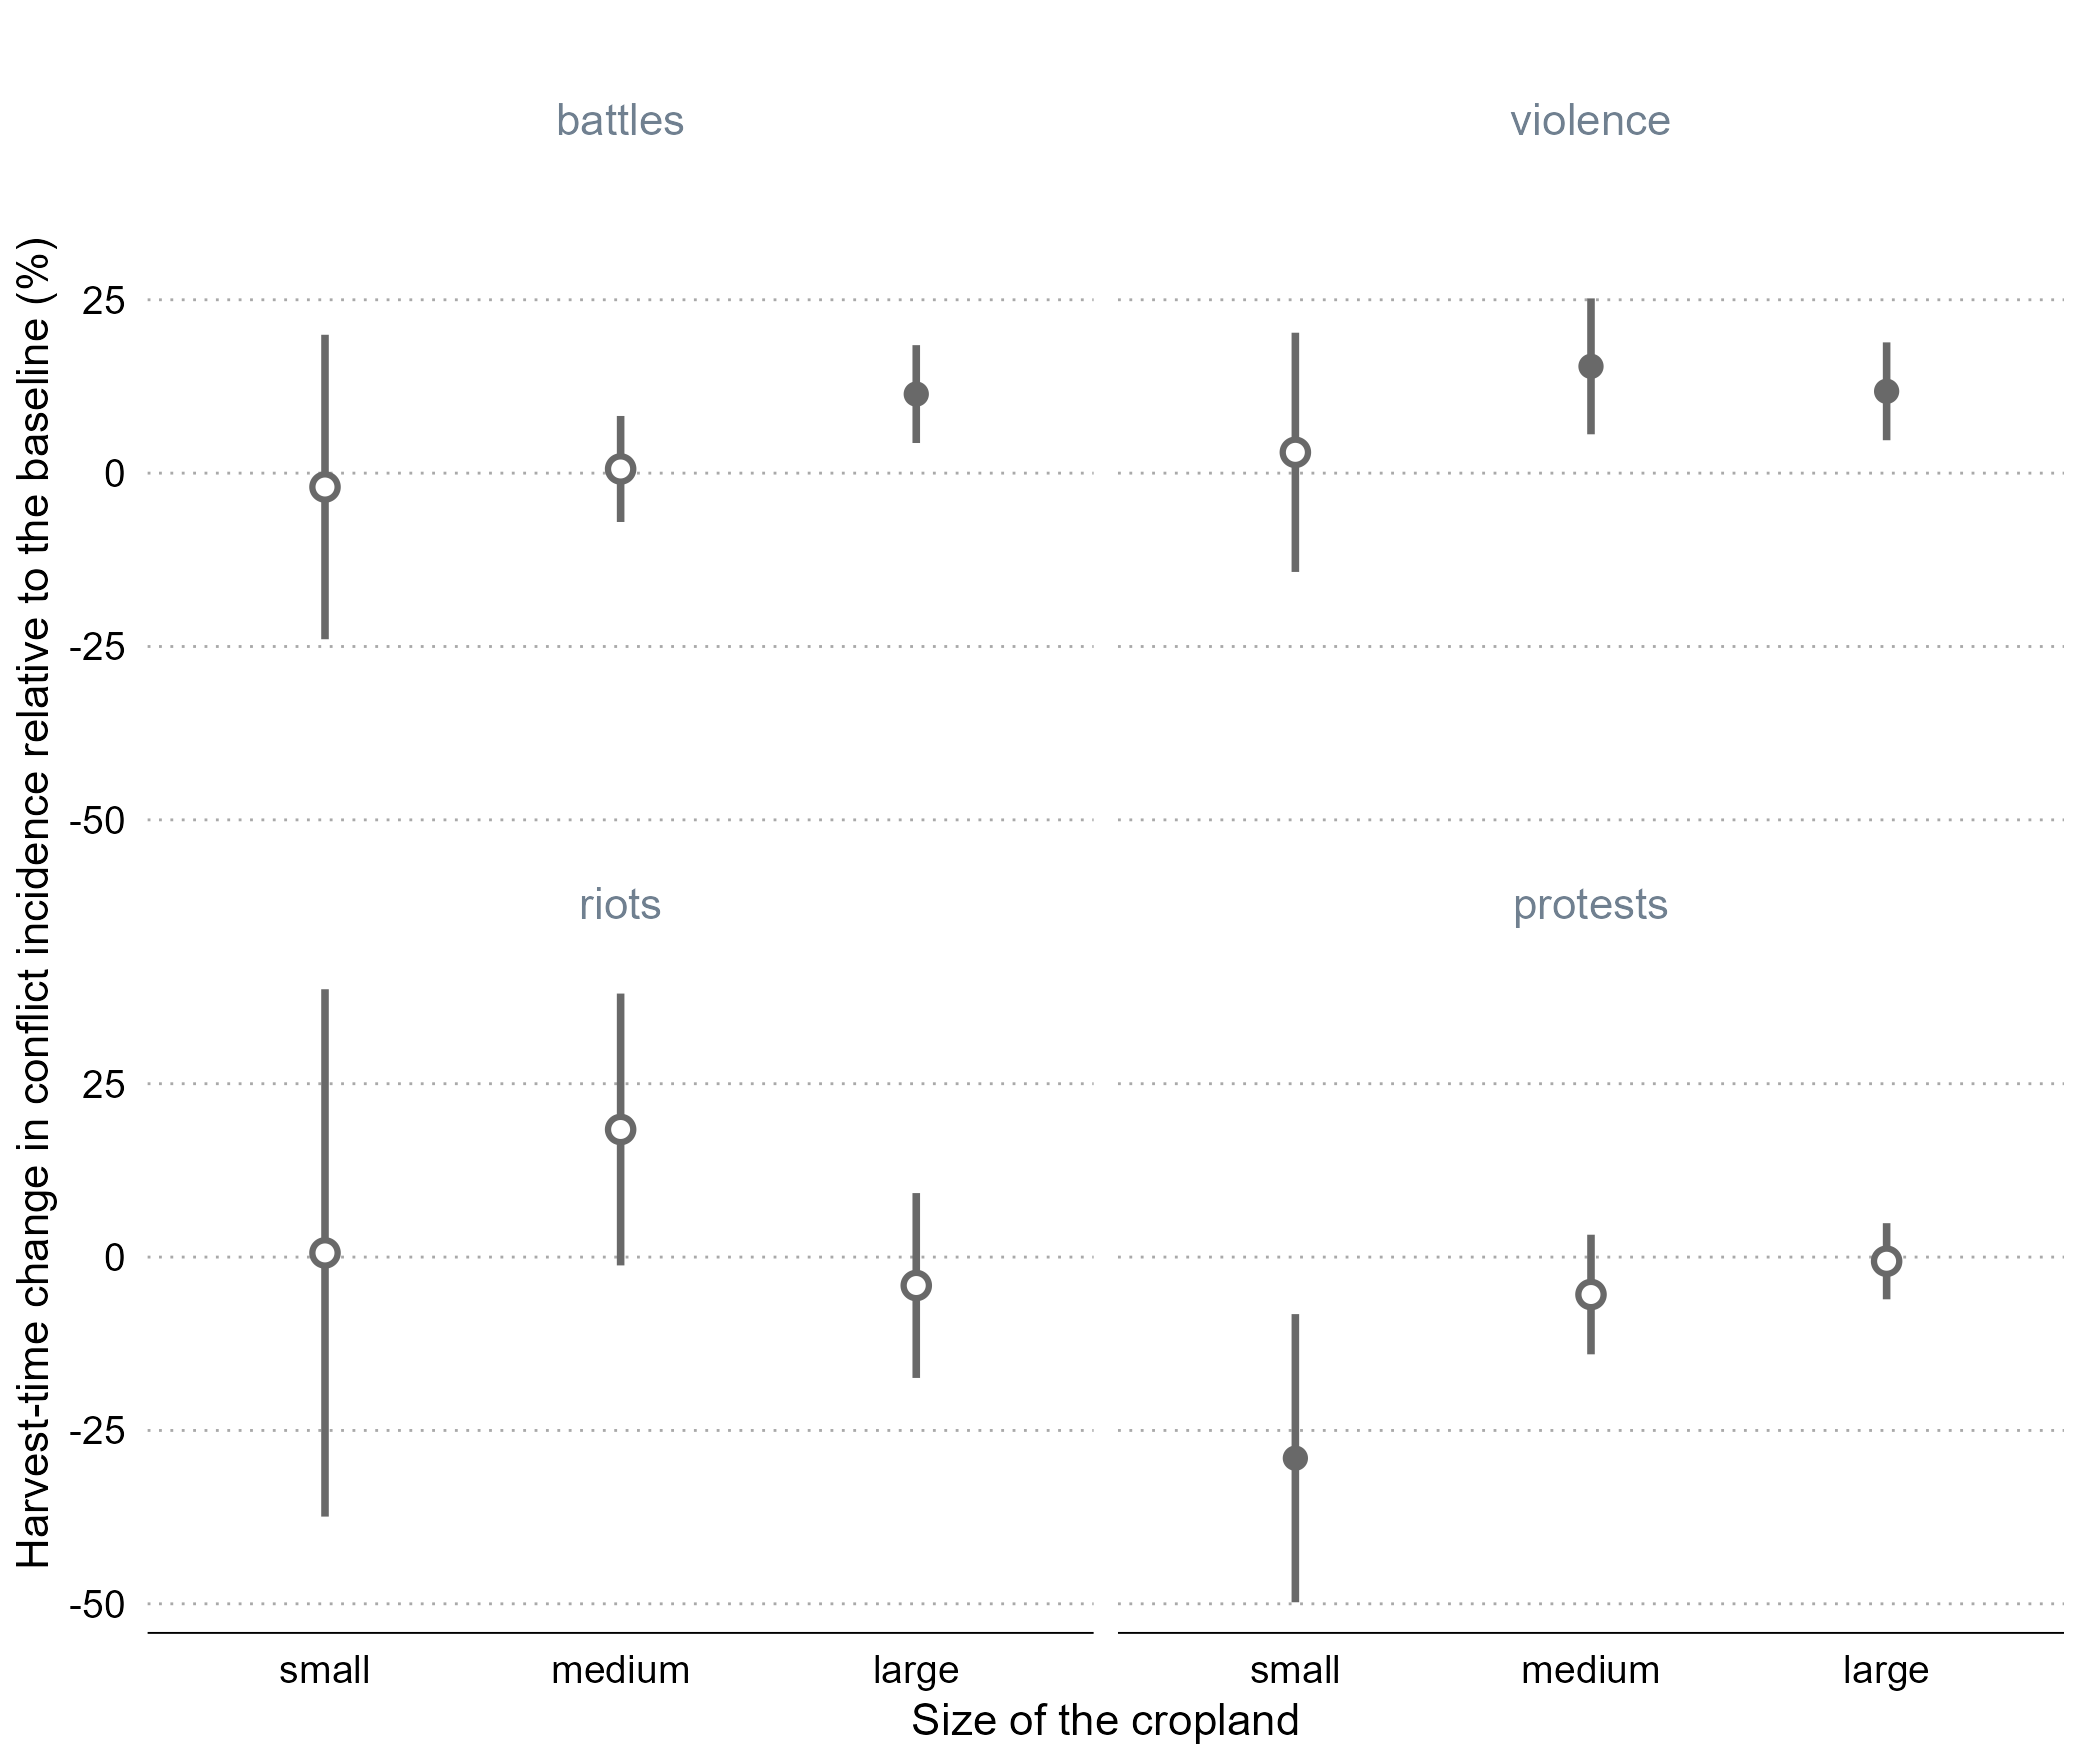 Harvest-time change in conflict incidence relative to the baseline (%)
battles
violence
25
0
-25
-50
riots
protests
25
0
-25
-50
small medium large small medium large
Size of the cropland